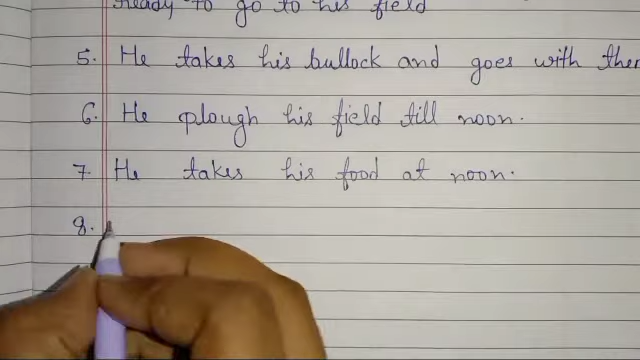 ready to go to his field
5. He takes his bullock and goes with them
6. He plough his field till noon.
7. He takes his food at noon.
8.